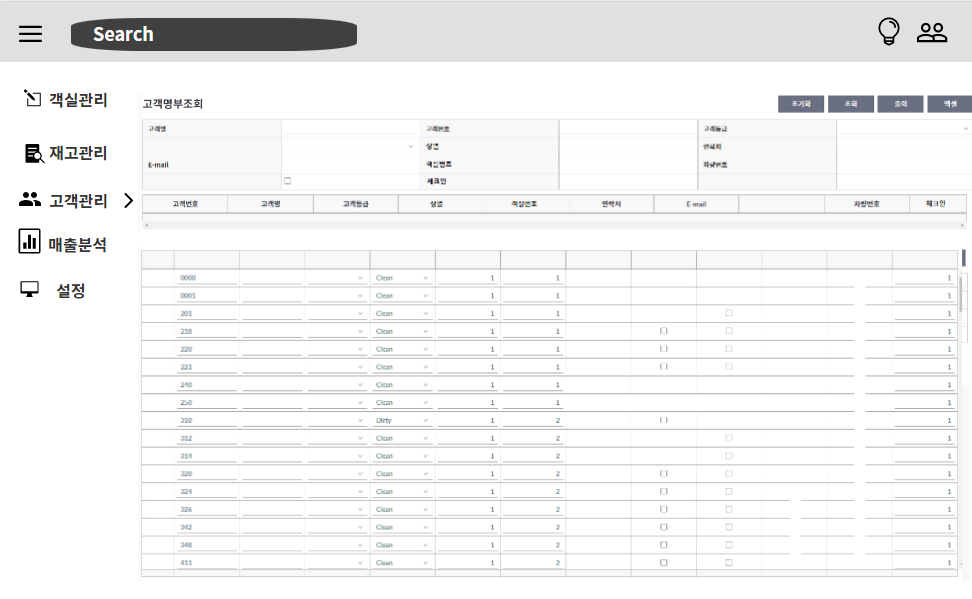 Search
객실관리
재고관리
고객관리
매출분석
설정
고객명부조회
초기화 조회 출력 엑셀
고객명 고객번호 고객등급
성별 연락처
E-mail 객실번호 차량번호
체크인
고객번호 고객명 고객등급 성별 객실번호 연락처 E-mail 차량번호 체크인
0000 Clean 1 1 1
0001 Clean 1 1 1
201 Clean 1 1 1
218 Clean 1 1 1
220 Clean 1 1 1
221 Clean 1 1 1
240 Clean 1 1 1
250 Clean 1 1 1
310 Dirty 1 2 1
312 Clean 1 2 1
314 Clean 1 2 1
320 Clean 1 2 1
324 Clean 1 2 1
326 Clean 1 2 1
342 Clean 1 2 1
348 Clean 1 2 1
411 Clean 1 2 1